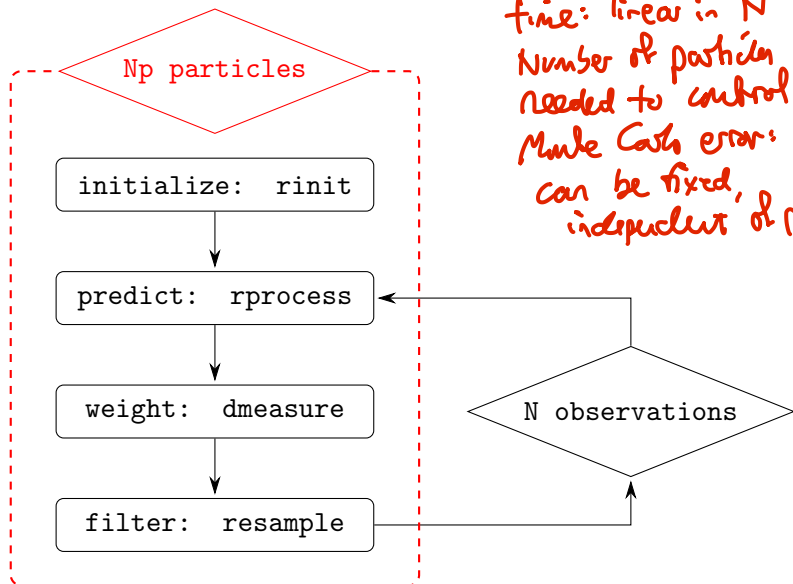 time: linear in N
Number of particles
needed to control
Monte Carlo error:
can be fixed,
independent of
Np particles
initialize: rinit
predict: rprocess
weight: dmeasure
N observations
filter: resample